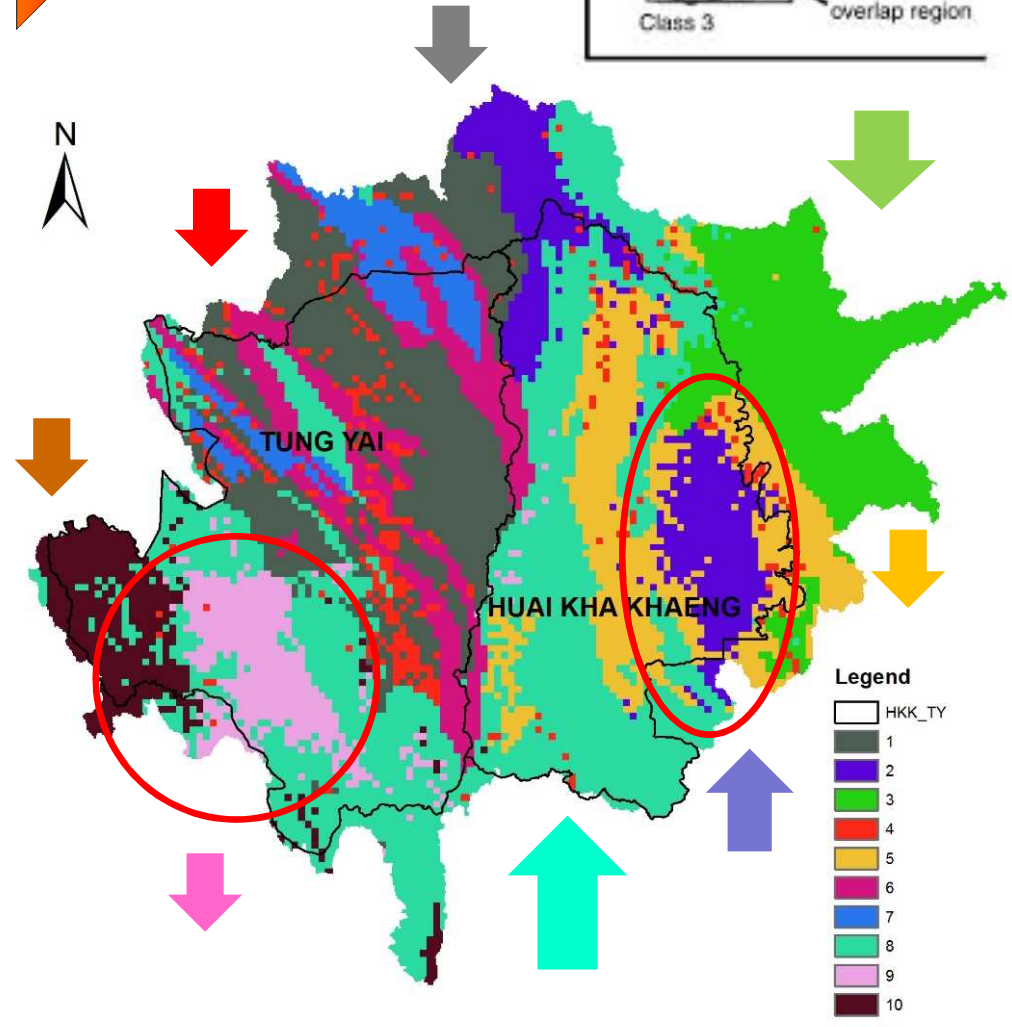 overlap region
Class 3
N
TUNG YAI
HUAI KHA KHAENG
Legend
HKK_TY
1
2
3
4
5
6
7
8
9
10